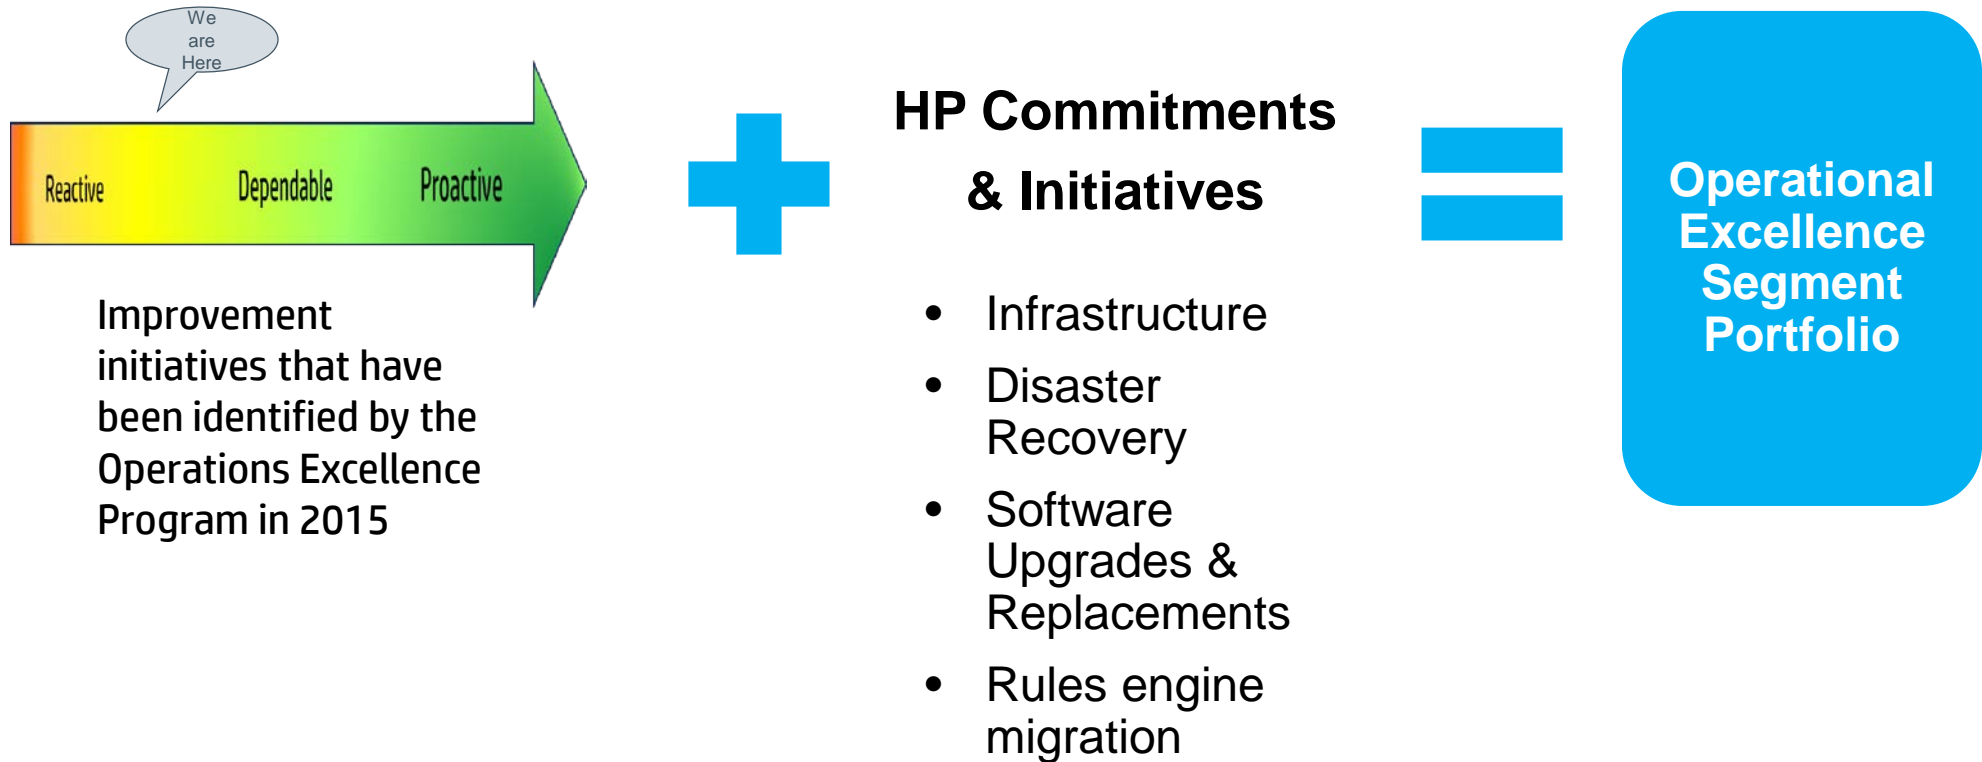 We
are
Here
Reactive
Dependable
Proactive
Improvement
initiatives that have
been identified by the
Operations Excellence
Program in 2015
HP Commitments
& Initiatives
• Infrastructure
• Disaster
Recovery
• Software
Upgrades &
Replacements
• Rules engine
migration
Operational
Excellence
Segment
Portfolio